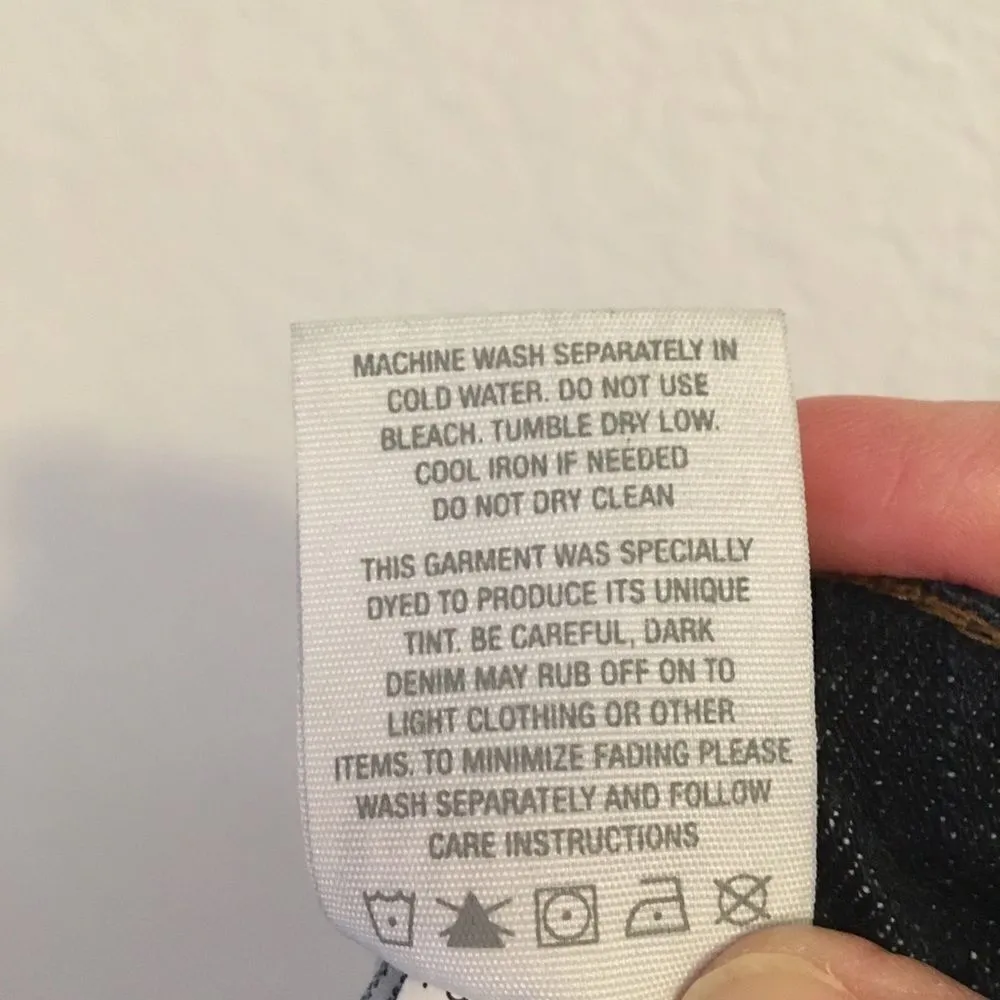 MACHINE WASH SEPARATELY IN
COLD WATER. DO NOT USE
BLEACH. TUMBLE DRY LOW.
COOL IRON IF NEEDED
DO NOT DRY CLEAN
THIS GARMENT WAS SPECIALLY
DYED TO PRODUCE ITS UNIQUE
TINT. BE CAREFUL, DARK
DENIM MAY RUB OFF ON TO
LIGHT CLOTHING OR OTHER
ITEMS. TO MINIMIZE FADING PLEASE
WASH SEPARATELY AND FOLLOW
CARE INSTRUCTIONS